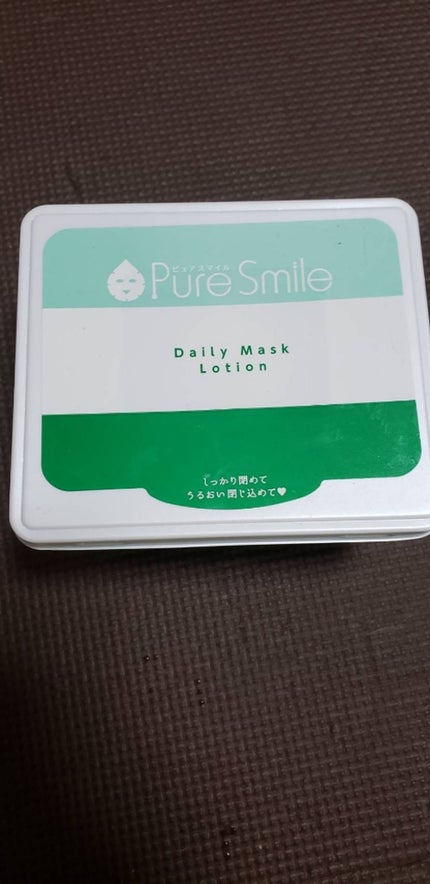 ピュアスマイル
Pure Smile
Daily Mask
Lotion
しっかり閉めて
うるおい閉じ込めて♥